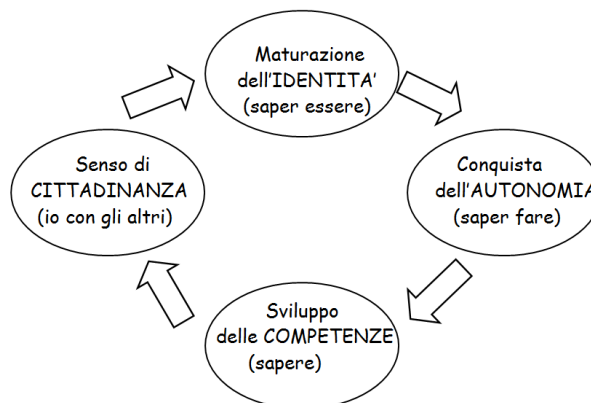 Maturazione
dell'IDENTITA'
(saper essere)
Senso di
CITTADINANZA
(io con gli altri)
Conquista
dell'AUTONOMIA
(saper fare)
Sviluppo
delle COMPETENZE
(sapere)